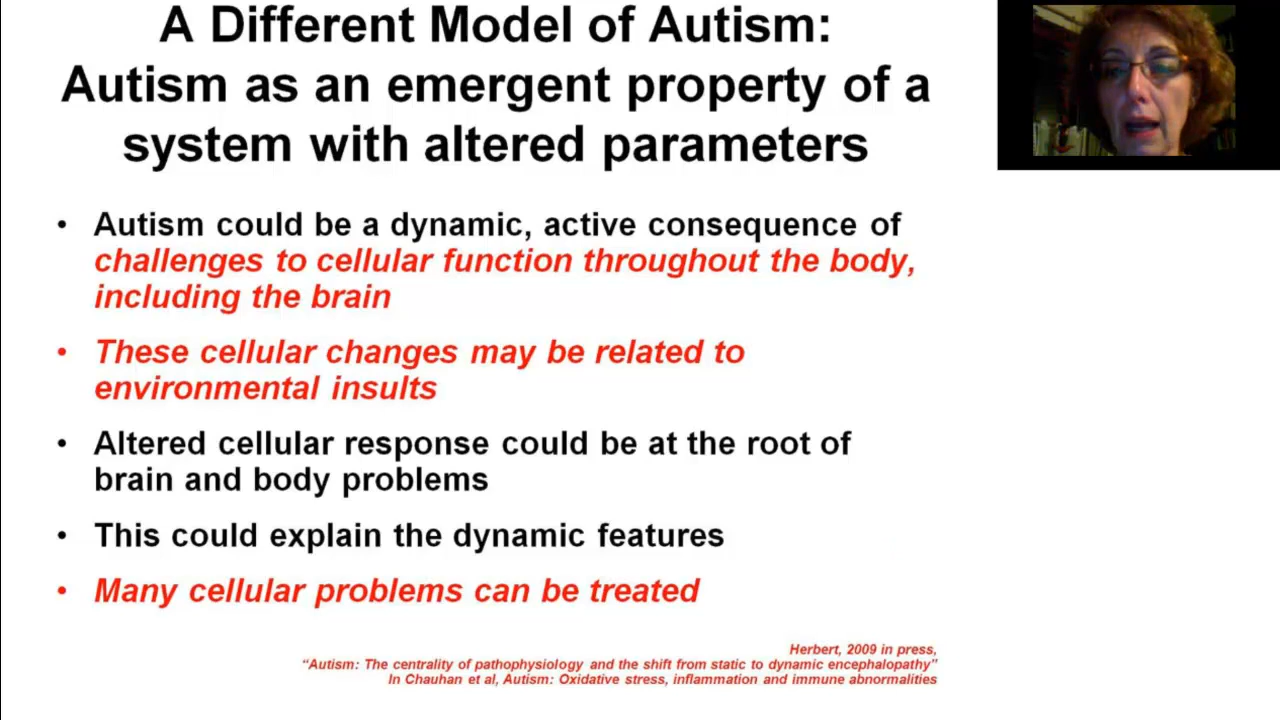 A Different Model of Autism:
Autism as an emergent property of a
system with altered parameters
• Autism could be a dynamic, active consequence of
challenges to cellular function throughout the body,
including the brain
• These cellular changes may be related to
environmental insults
• Altered cellular response could be at the root of
brain and body problems
• This could explain the dynamic features
• Many cellular problems can be treated
Herbert, 2009 in press,
“Autism: The centrality of pathophysiology and the shift from static to dynamic encephalopathy”
In Chauhan et al, Autism: Oxidative stress, inflammation and immune abnormalities